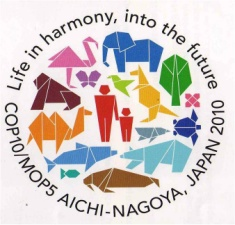 Life in harmony, into the future
COP10/MOP5 AICHI-NAGOYA, JAPAN 2010